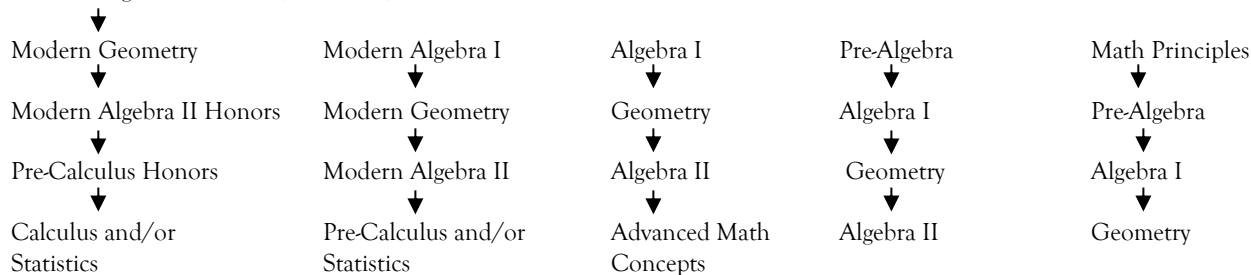 Modern Geometry Modern Algebra I Algebra I Pre-Algebra Math Principles
Modern Algebra II Honors Modern Geometry Geometry Algebra I Pre-Algebra
Pre-Calculus Honors Modern Algebra II Algebra II Geometry Algebra I
Calculus and/or Pre-Calculus and/or Advanced Math Algebra II Geometry
Statistics Statistics Concepts